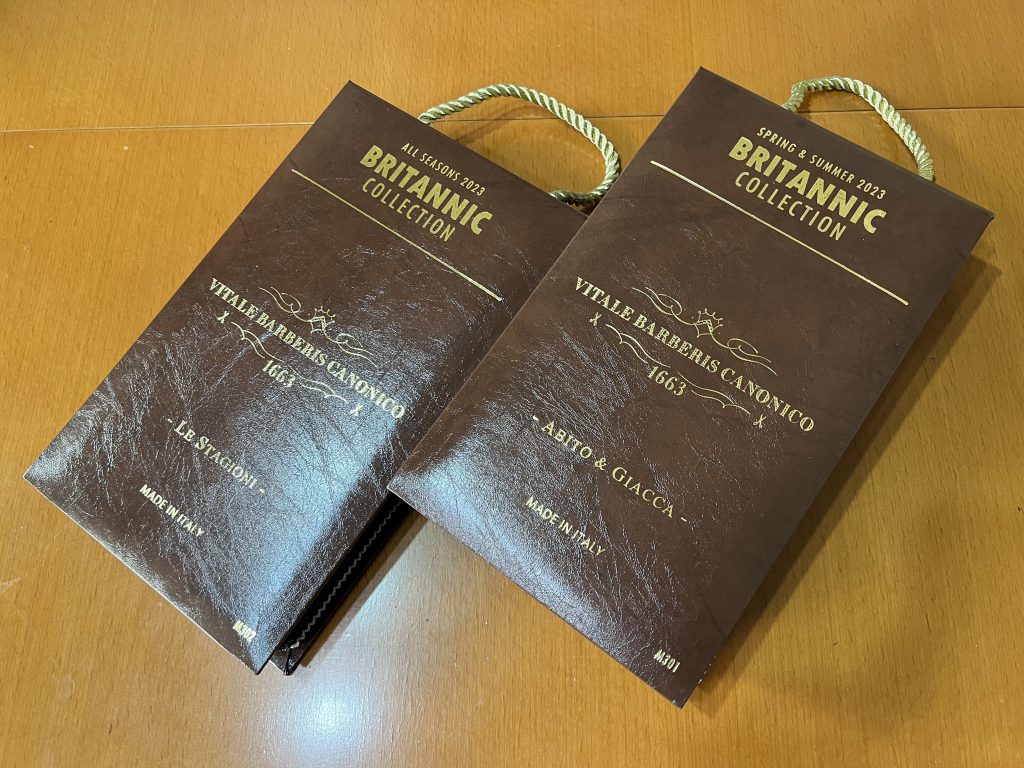 ALL SEASONS 2023
BRITANNIC
COLLECTION
VITALE BARBERIS CANONICO
1663
- LE STAGIONI -
MADE IN ITALY
SPRING & SUMMER 2023
BRITANNIC
COLLECTION
VITALE BARBERIS CANONICO
1663
- ABITO & GIACCA -
MADE IN ITALY
M301